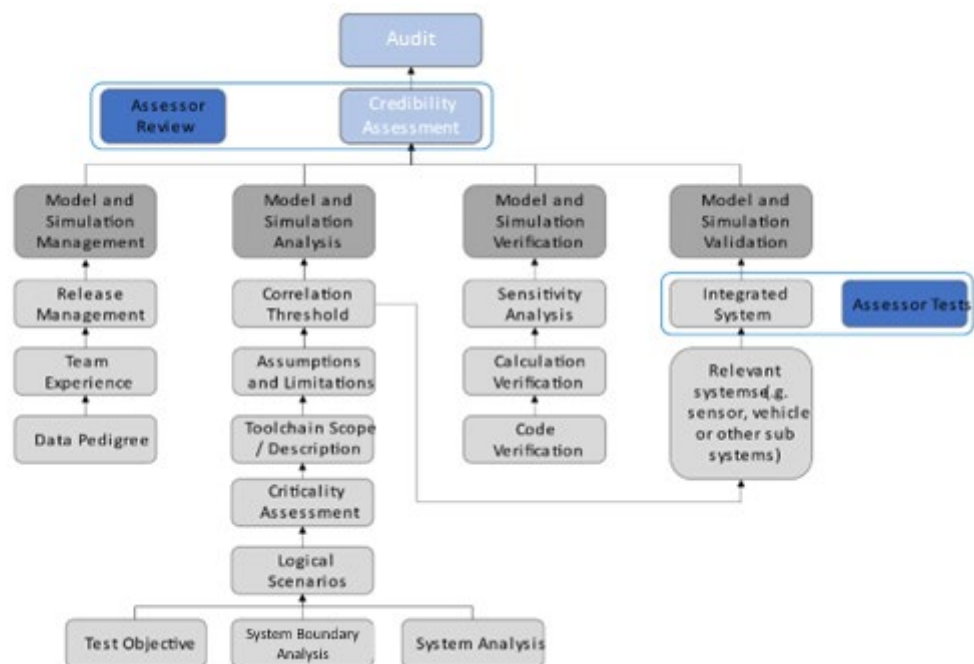 Audit
Assessor
Review
Credibility
Assessment
Model and
Simulation
Management
Model and
Simulation
Analysis
Model and
Simulation
Verification
Model and
Simulation
Validation
Release
Management
Correlation
Threshold
Sensitivity
Analysis
Integrated
System
Assessor Tests
Team
Experience
Assumptions
and Limitations
Calculation
Verification
Relevant
systemse(.g.
sensor, vehicle
or other sub
systems)
Data Pedigree
Toolchain Scope
/ Description
Code
Verification
Criticality
Assessment
Logical
Scenarios
Test Objective
System Boundary
Analysis
System Analysis